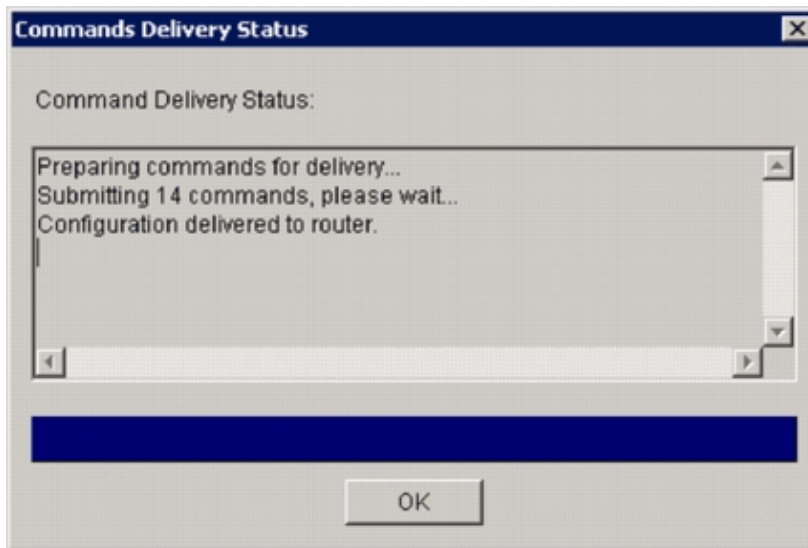 Commands Delivery Status
Command Delivery Status:
Preparing commands for delivery...
Submitting 14 commands, please wait...
Configuration delivered to router.
OK